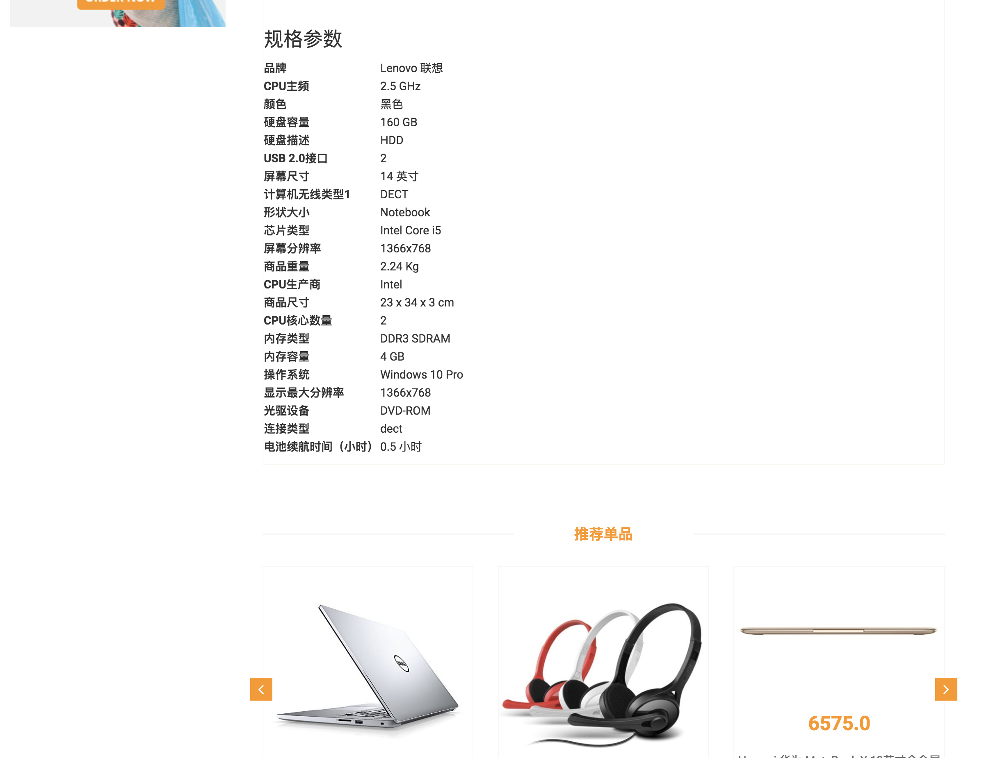 ORDER NOW
规格参数
品牌 Lenovo 联想
CPU主频 2.5 GHz
颜色 黑色
硬盘容量 160 GB
硬盘描述 HDD
USB 2.0接口 2
屏幕尺寸 14 英寸
计算机无线类型1 DECT
形状大小 Notebook
芯片类型 Intel Core i5
屏幕分辨率 1366x768
商品重量 2.24 Kg
CPU生产商 Intel
商品尺寸 23 x 34 x 3 cm
CPU核心数量 2
内存类型 DDR3 SDRAM
内存容量 4 GB
操作系统 Windows 10 Pro
显示最大分辨率 1366x768
光驱设备 DVD-ROM
连接类型 dect
电池续航时间（小时） 0.5 小时
推荐单品
DELL
6575.0